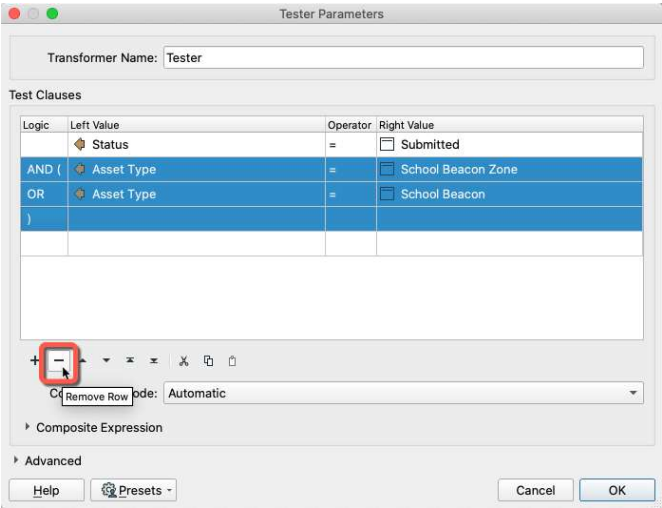 Tester Parameters
Transformer Name: Tester
Test Clauses
Logic Left Value Operator Right Value
Status = Submitted
AND ( Asset Type = School Beacon Zone
OR Asset Type = School Beacon
)
Remove Row
ode: Automatic
Composite Expression
Advanced
Help Presets Cancel OK